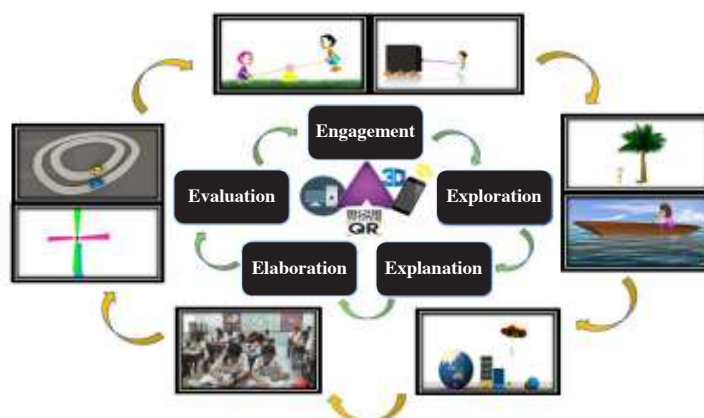 Engagement
Evaluation
3D
Exploration
QR
Elaboration
Explanation